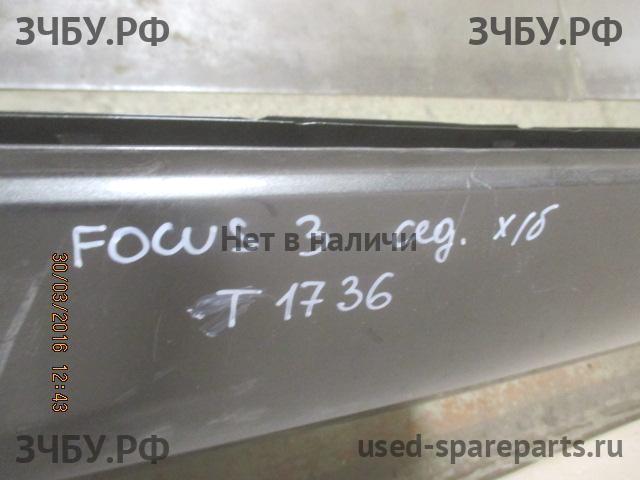 ЗЧБУ.РФ ЗЧБУ.РФ
FOCUS 3 сед. х/б
Нет в наличии
T 1736
30/03/2016 12:43
ЗЧБУ.РФ used-spareparts.ru